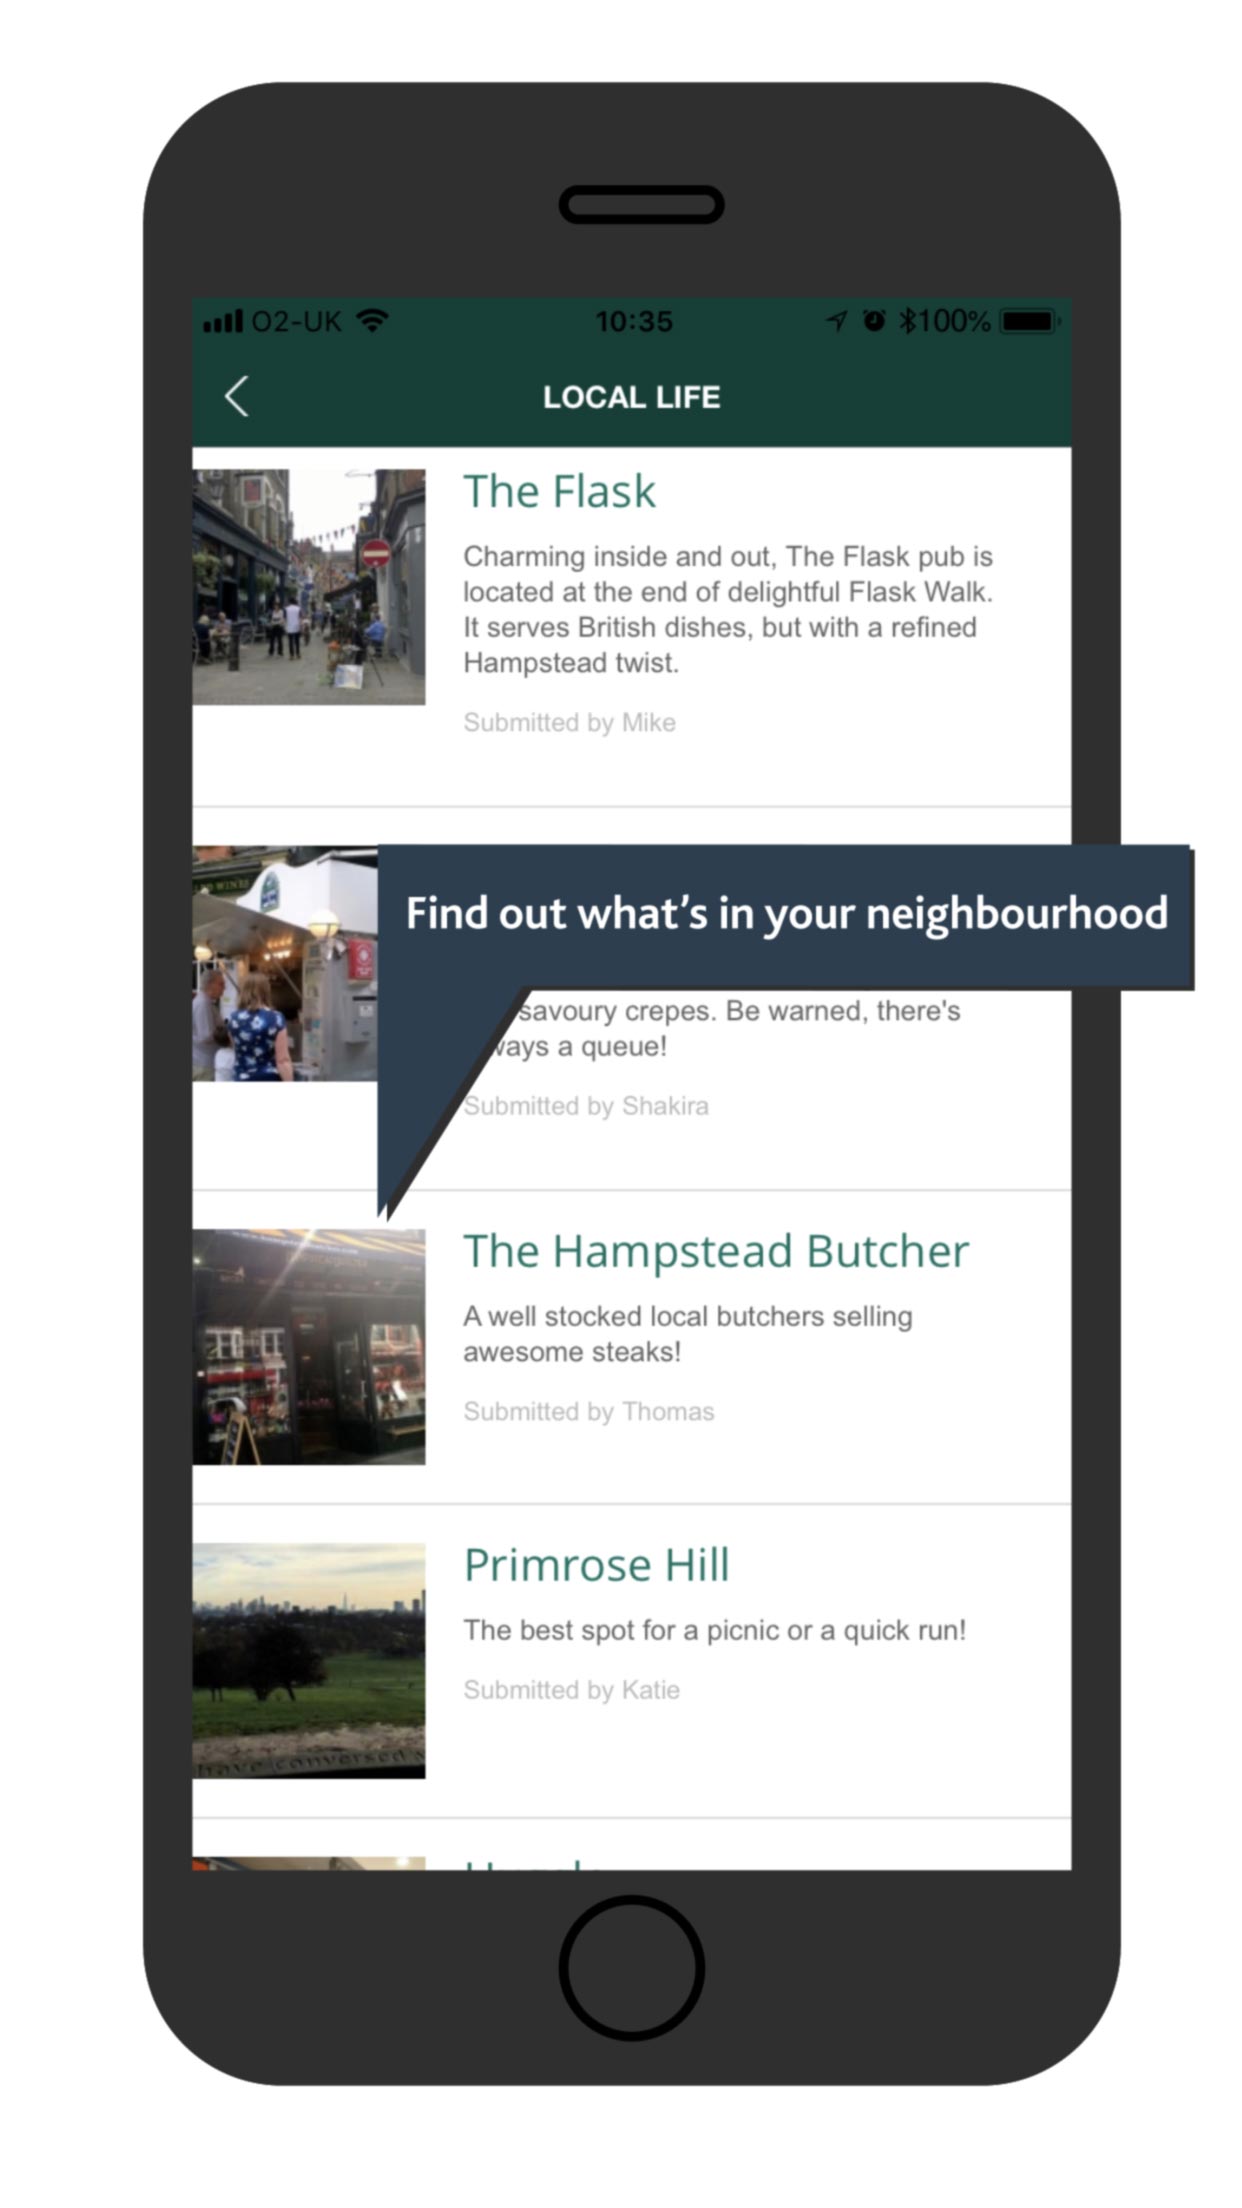 O2-UK 10:35 100%
LOCAL LIFE
The Flask
Charming inside and out, The Flask pub is
located at the end of delightful Flask Walk.
It serves British dishes, but with a refined
Hampstead twist.
Submitted by Mike
Find out what's in your neighbourhood
savoury crepes. Be warned, there's
a queue!
Submitted by Shakira
The Hampstead Butcher
A well stocked local butchers selling
awesome steaks!
Submitted by Thomas
Primrose Hill
The best spot for a picnic or a quick run!
Submitted by Katie
have conversed